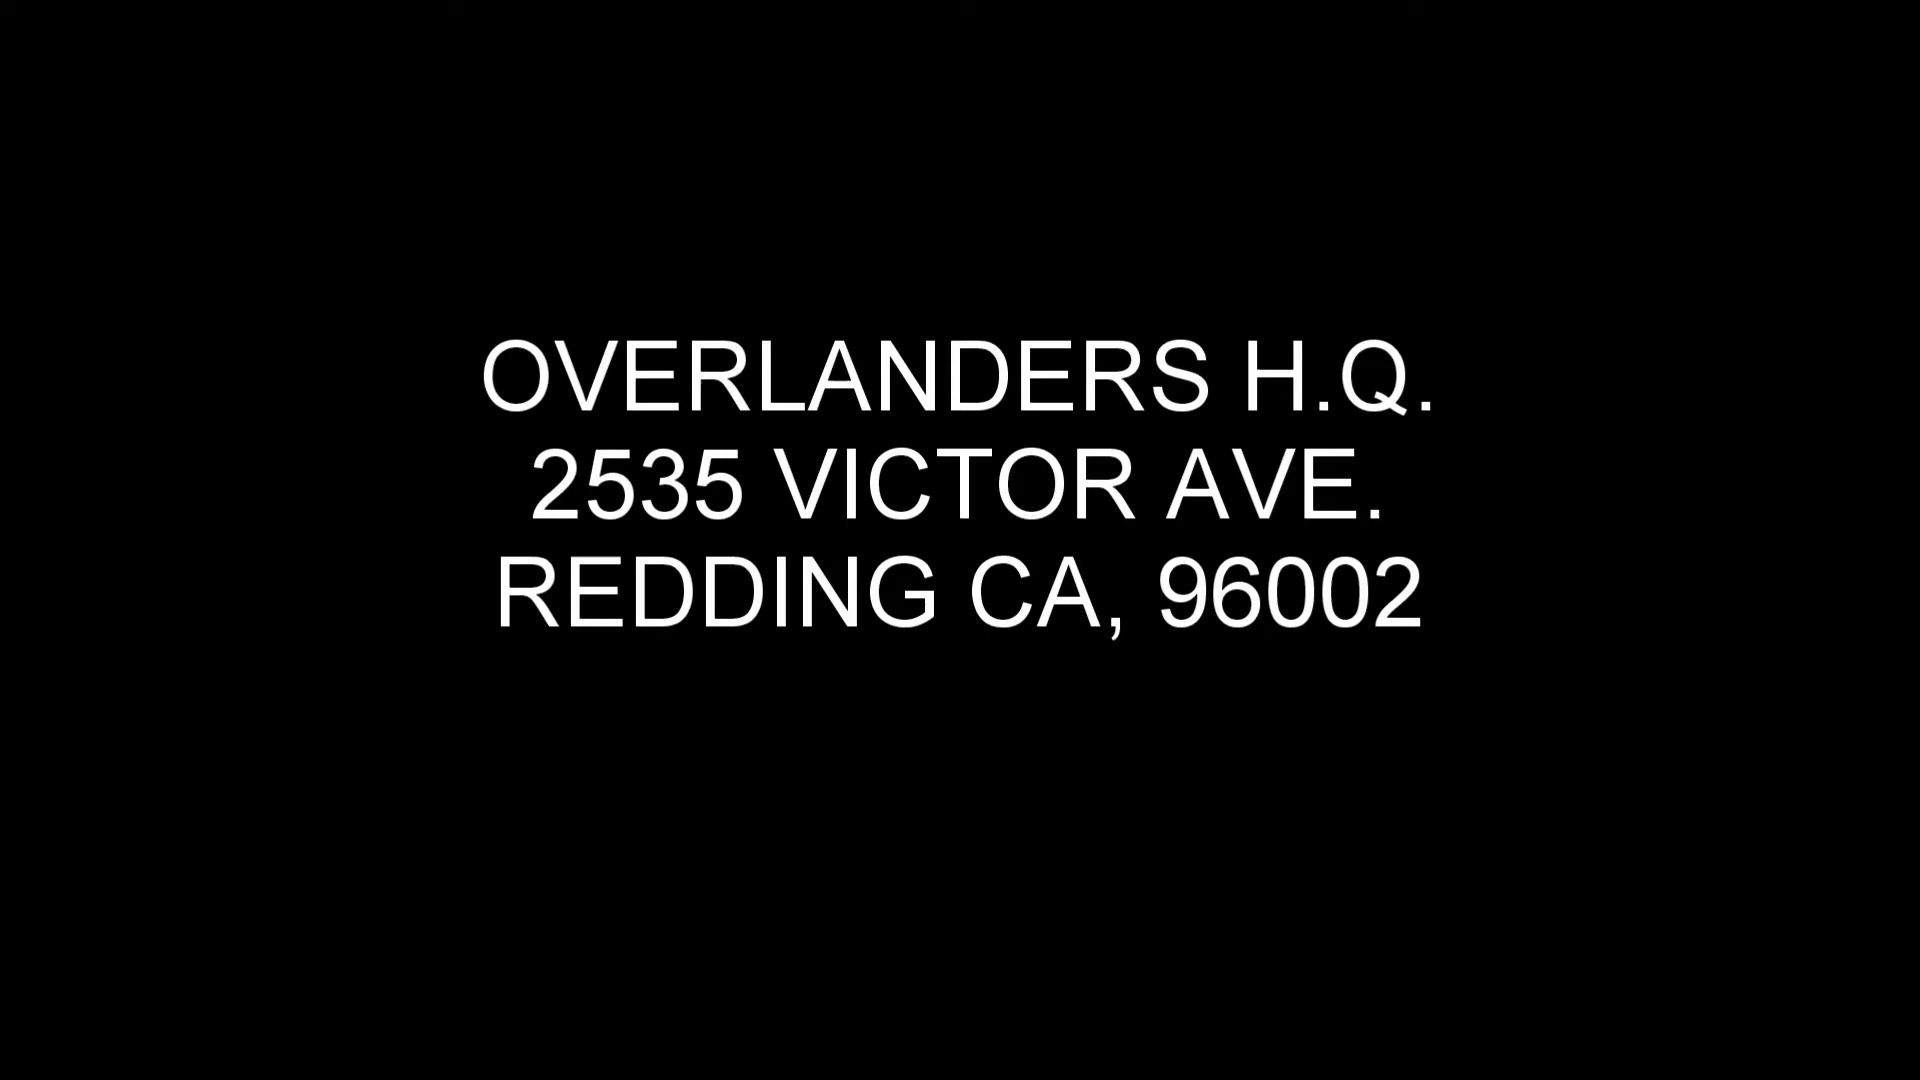 OVERLANDERS H.Q.
2535 VICTOR AVE.
REDDING CA, 96002